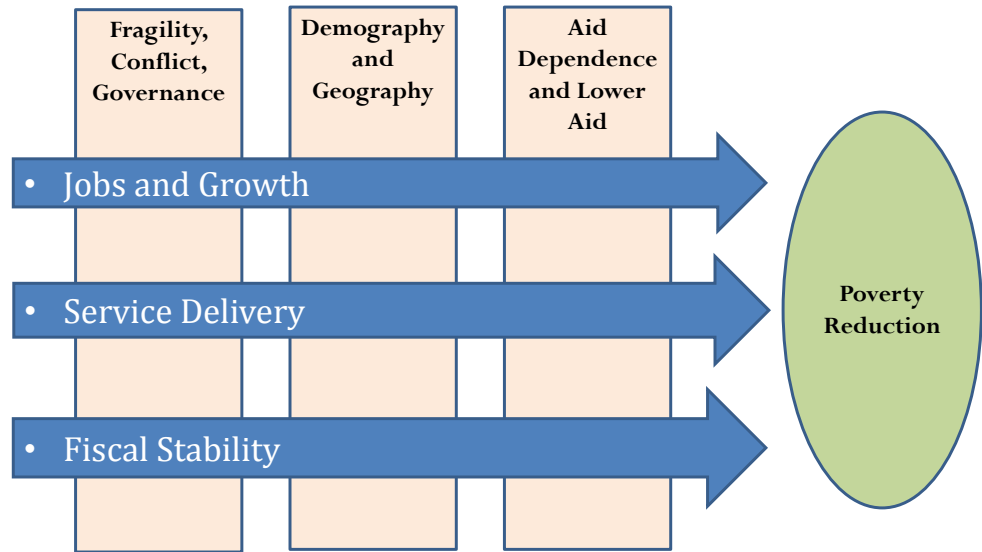 Fragility,
Conflict,
Governance
Demography
and
Geography
Aid
Dependence
and Lower
Aid
• Jobs and Growth
• Service Delivery
• Fiscal Stability
Poverty
Reduction